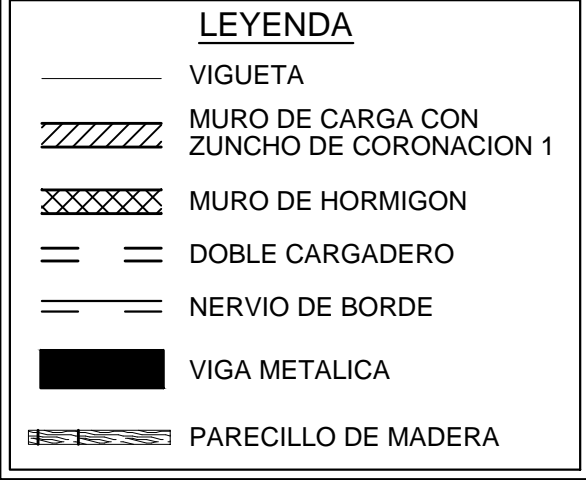 LEYENDA
VIGUETA
MURO DE CARGA CON
ZUNCHO DE CORONACION 1
MURO DE HORMIGON
DOBLE CARGADERO
NERVIO DE BORDE
VIGA METALICA
PARECILLO DE MADERA